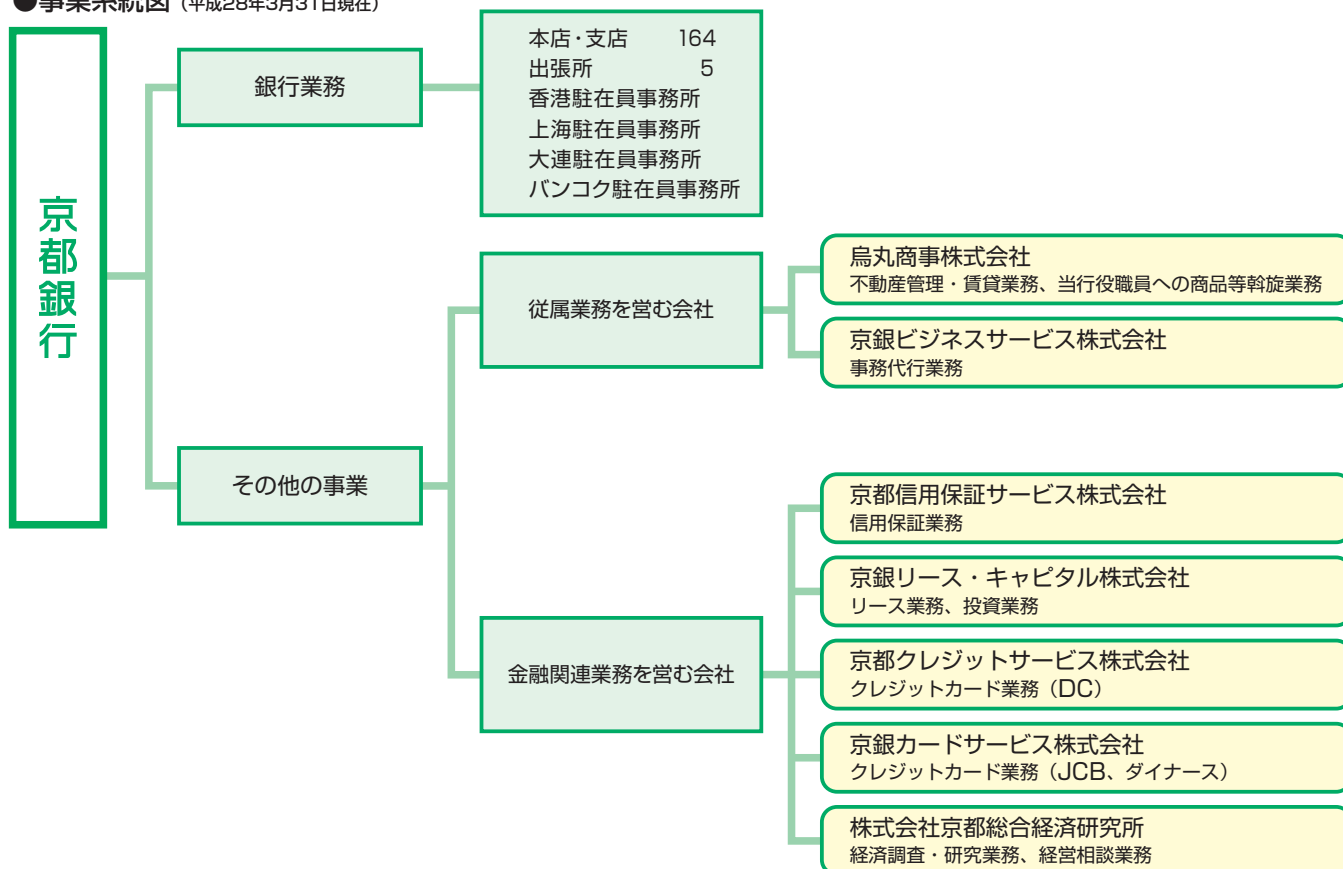 ●事業系統図（平成28年3月31日現在）
京都銀行
銀行業務
本店・支店 164
出張所 5
香港駐在員事務所
上海駐在員事務所
大連駐在員事務所
バンコク駐在員事務所
その他の事業
従属業務を営む会社
烏丸商事株式会社
不動産管理・賃貸業務、当行役職員への商品等斡旋業務
京銀ビジネスサービス株式会社
事務代行業務
金融関連業務を営む会社
京都信用保証サービス株式会社
信用保証業務
京銀リース・キャピタル株式会社
リース業務、投資業務
京都クレジットサービス株式会社
クレジットカード業務（DC）
京銀カードサービス株式会社
クレジットカード業務（JCB、ダイナース）
株式会社京都総合経済研究所
経済調査・研究業務、経営相談業務